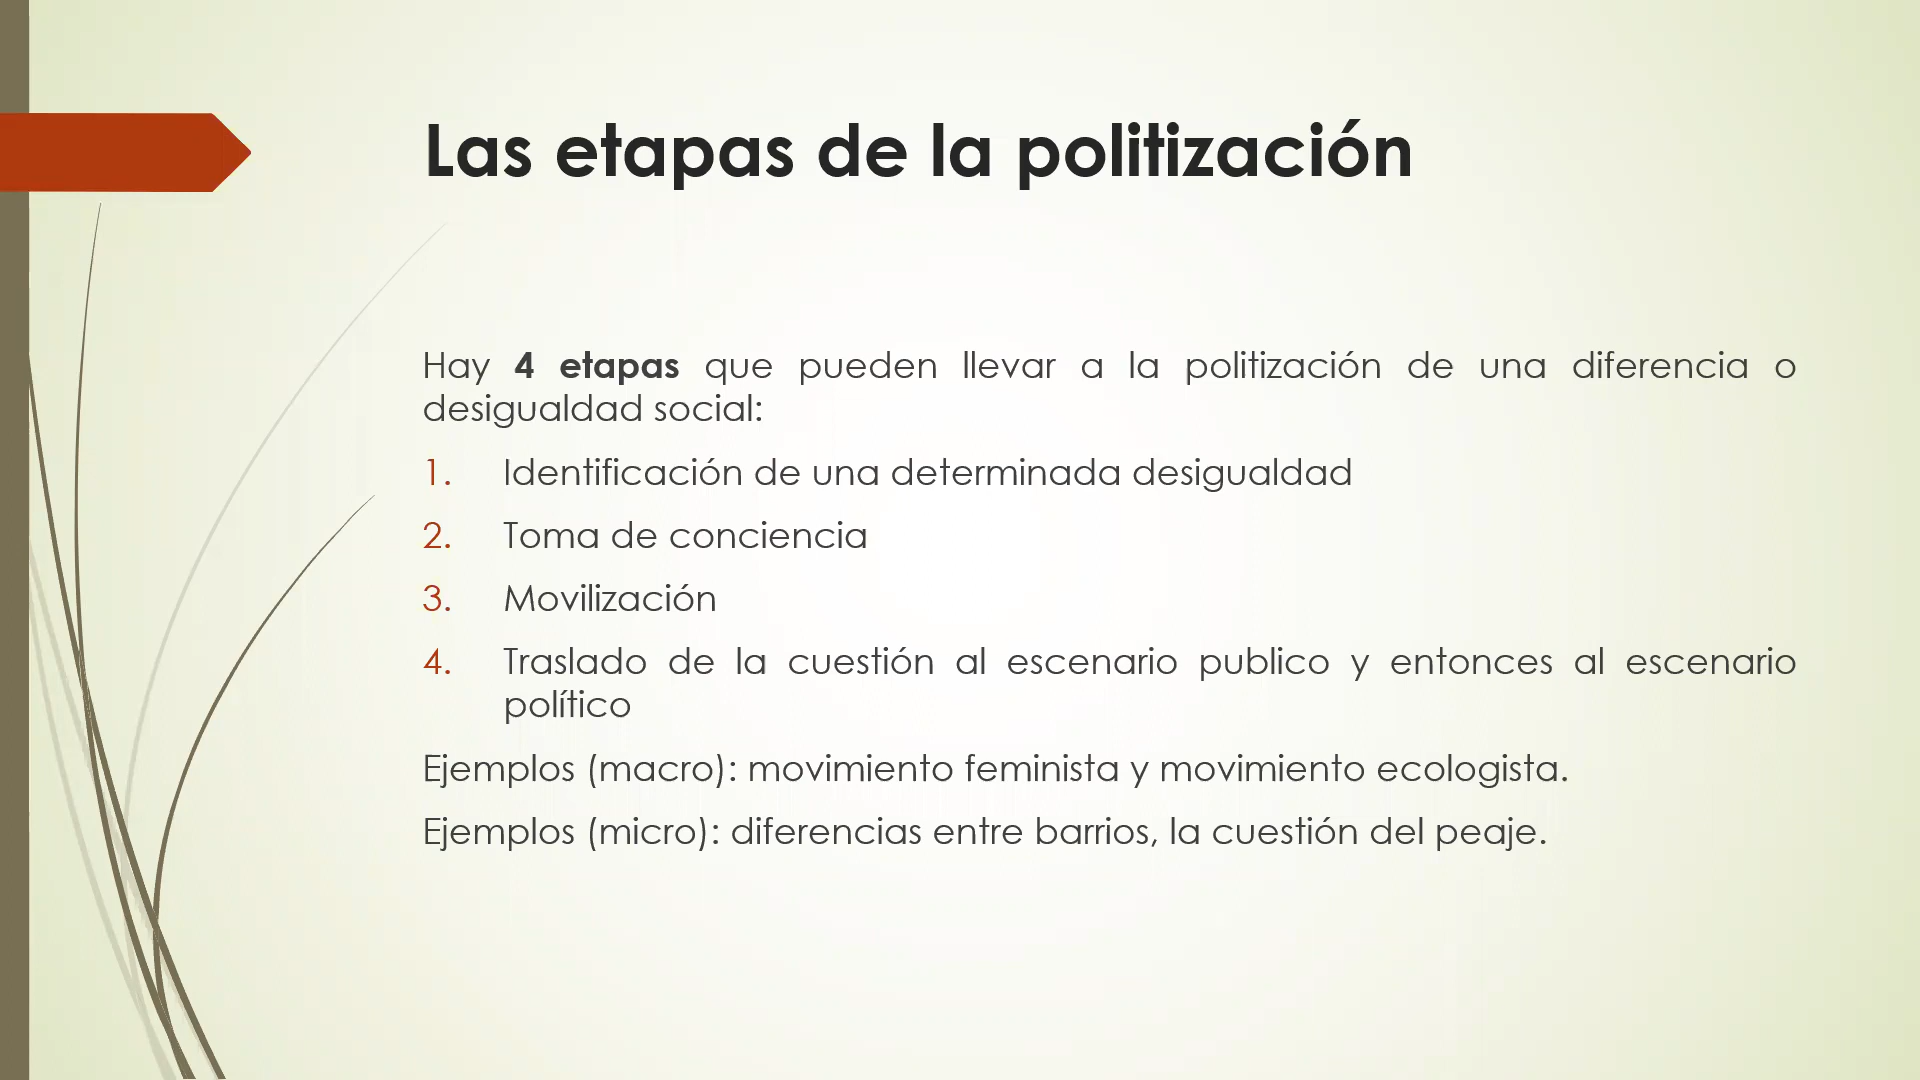 Las etapas de la politización
Hay 4 etapas que pueden llevar a la politización de una diferencia o
desigualdad social:
1. Identificación de una determinada desigualdad
2. Toma de conciencia
3. Movilización
4. Traslado de la cuestión al escenario publico y entonces al escenario
político
Ejemplos (macro): movimiento feminista y movimiento ecologista.
Ejemplos (micro): diferencias entre barrios, la cuestión del peaje.